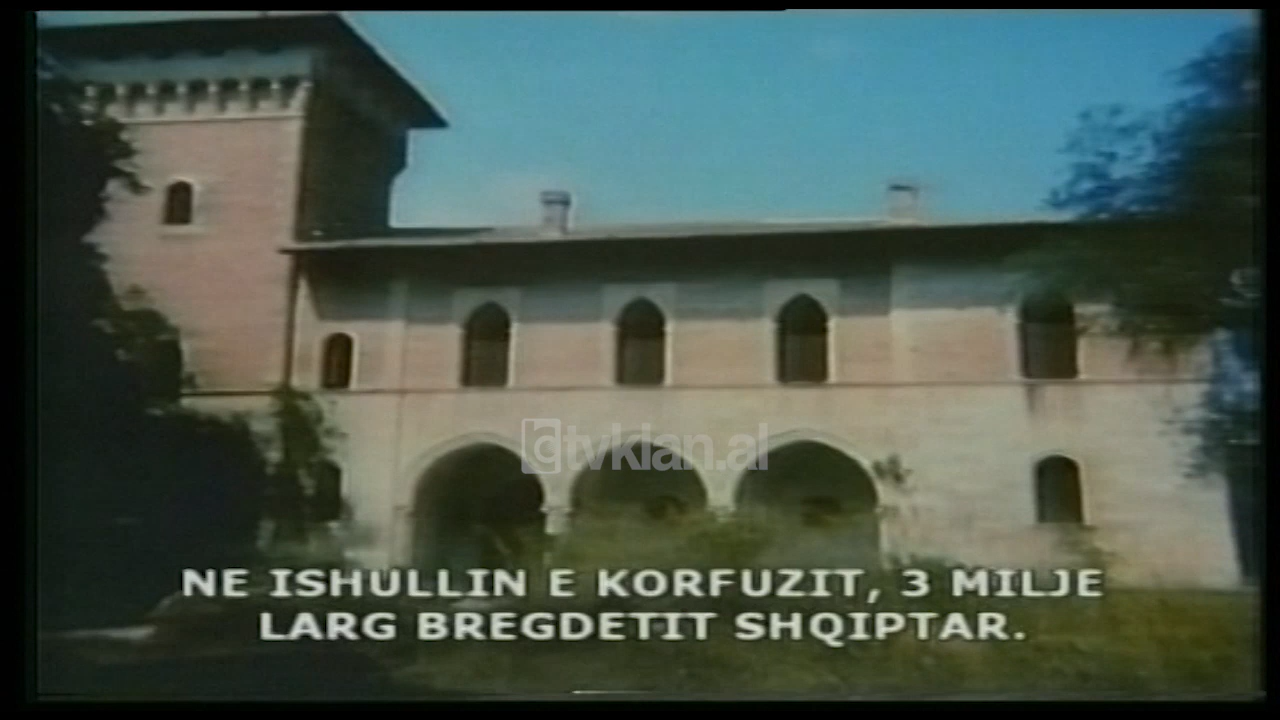 tvklan.al
NE ISHULLIN E KORFUZIT, 3 MILJE
LARG BREGDETIT SHQIPTAR.